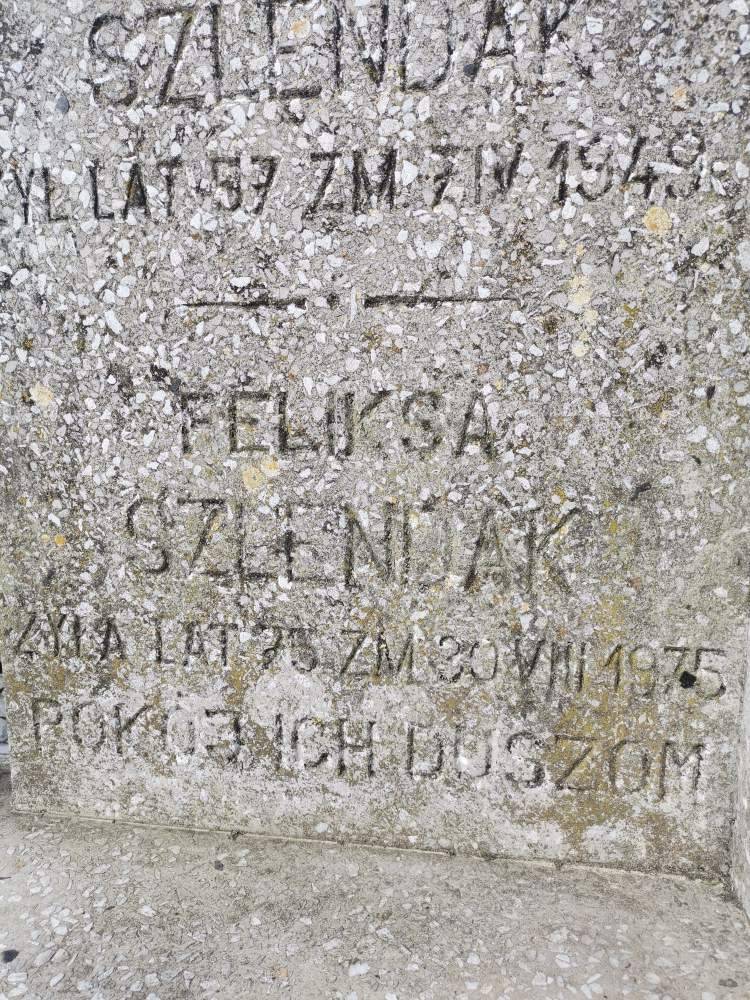 SZLENDAK
ŻYŁ LAT 57 ZM 7 IV 1949
FELIKSA
SZLENDAK
ŻYŁA LAT 75 ZM 30 VIII 1975
POKÓJ ICH DUSZOM